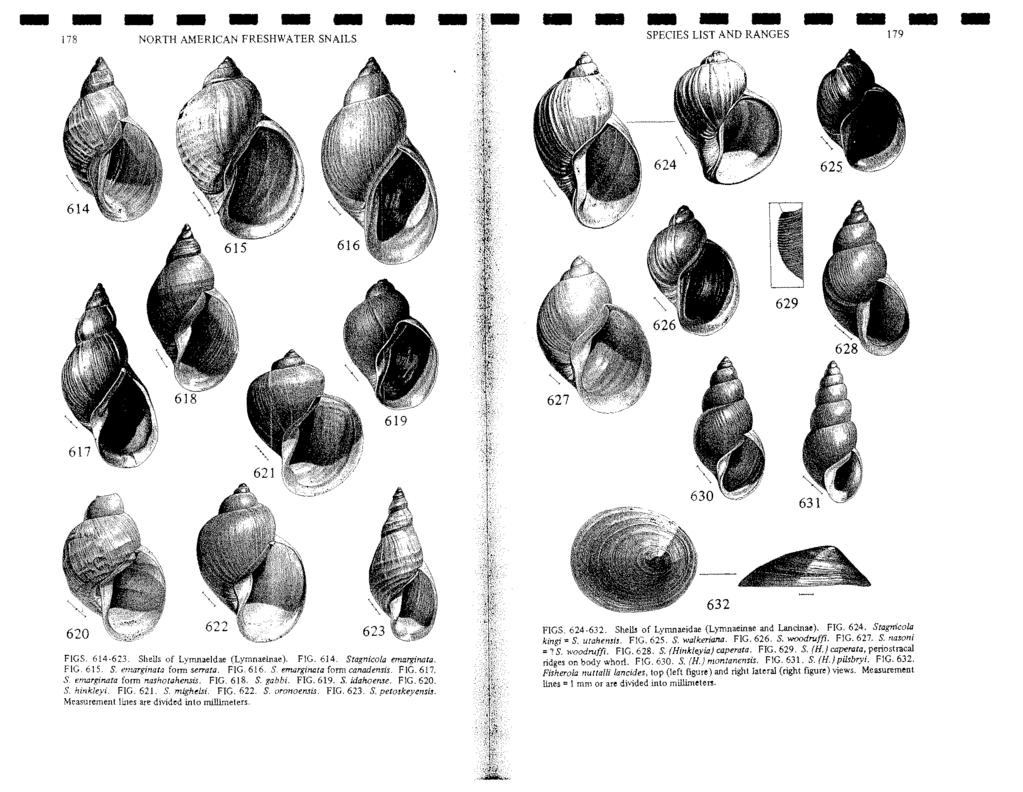 178
NORTH AMERICAN FRESHWATER SNAILS
614
615
616
617
618
619
621
620
622
623
FIGS. 614-623. Shells of Lymnaeidae (Lymnaeinae). FIG. 614. Stagnicola emarginata.
FIG. 615. S. emarginata form serrata. FIG. 616. S. emarginata form canadensis. FIG. 617.
S. emarginata form nashotahensis. FIG. 618. S. gabbi. FIG. 619. S. idahoense. FIG. 620.
S. hinkleyi. FIG. 621. S. mighelsi. FIG. 622. S. oronoensis. FIG. 623. S. petoskeyensis.
Measurement lines are divided into millimeters.
SPECIES LIST AND RANGES
179
624
625
626
629
628
627
630
631
632
FIGS. 624-632. Shells of Lymnaeidae (Lymnaeinae and Lancinae). FIG. 624. Stagnicola
kingi = S. utahensis. FIG. 625. S. walkeriana. FIG. 626. S. woodruffi. FIG. 627. S. nasoni
= ? S. woodruffi. FIG. 628. S. (Hinkleyia) caperata. FIG. 629. S. (H.) caperata, periostracal
ridges on body whorl. FIG. 630. S. (H.) montanensis. FIG. 631. S. (H.) pilsbryi. FIG. 632.
Fisherola nuttalli lancides, top (left figure) and right lateral (right figure) views. Measurement
lines = 1 mm or are divided into millimeters.